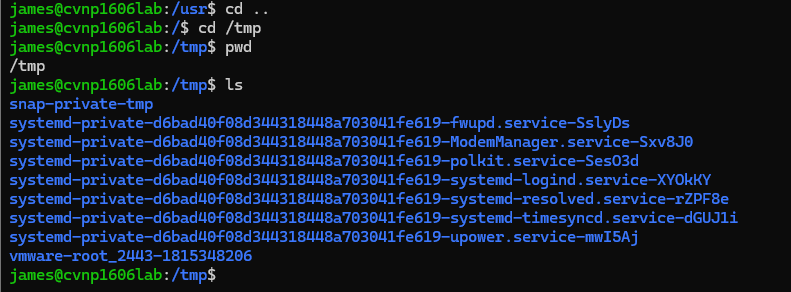 james@cvnp1606lab:/usr$ cd ..
james@cvnp1606lab:/$ cd /tmp
james@cvnp1606lab:/tmp$ pwd
/tmp
james@cvnp1606lab:/tmp$ ls
snap-private-tmp
systemd-private-d6bad40f08d344318448a703041fe619-fwupd.service-SslyDs
systemd-private-d6bad40f08d344318448a703041fe619-ModemManager.service-Sxv8J0
systemd-private-d6bad40f08d344318448a703041fe619-polkit.service-SesO3d
systemd-private-d6bad40f08d344318448a703041fe619-systemd-logind.service-XYOkKY
systemd-private-d6bad40f08d344318448a703041fe619-systemd-resolved.service-rZPF8e
systemd-private-d6bad40f08d344318448a703041fe619-systemd-timesyncd.service-dGUJ1i
systemd-private-d6bad40f08d344318448a703041fe619-upower.service-mwI5Aj
vmware-root_2443-1815348206
james@cvnp1606lab:/tmp$